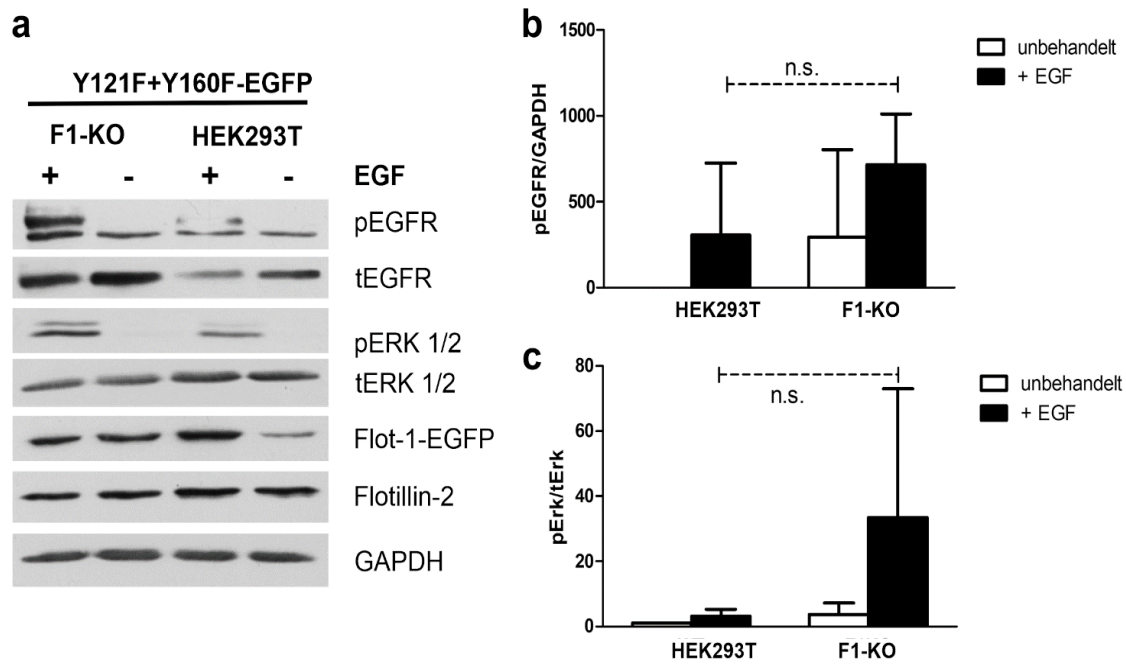 a
Y121F+Y160F-EGFP
F1-KO HEK293T
+ - + - EGF
pEGFR
tEGFR
pERK 1/2
tERK 1/2
Flot-1-EGFP
Flotillin-2
GAPDH
b
pEGFR/GAPDH
1500
1000
500
0
n.s.
HEK293T F1-KO
unbehandelt
+ EGF
c
pErk/tErk
80
60
40
20
0
n.s.
HEK293T F1-KO
unbehandelt
+ EGF